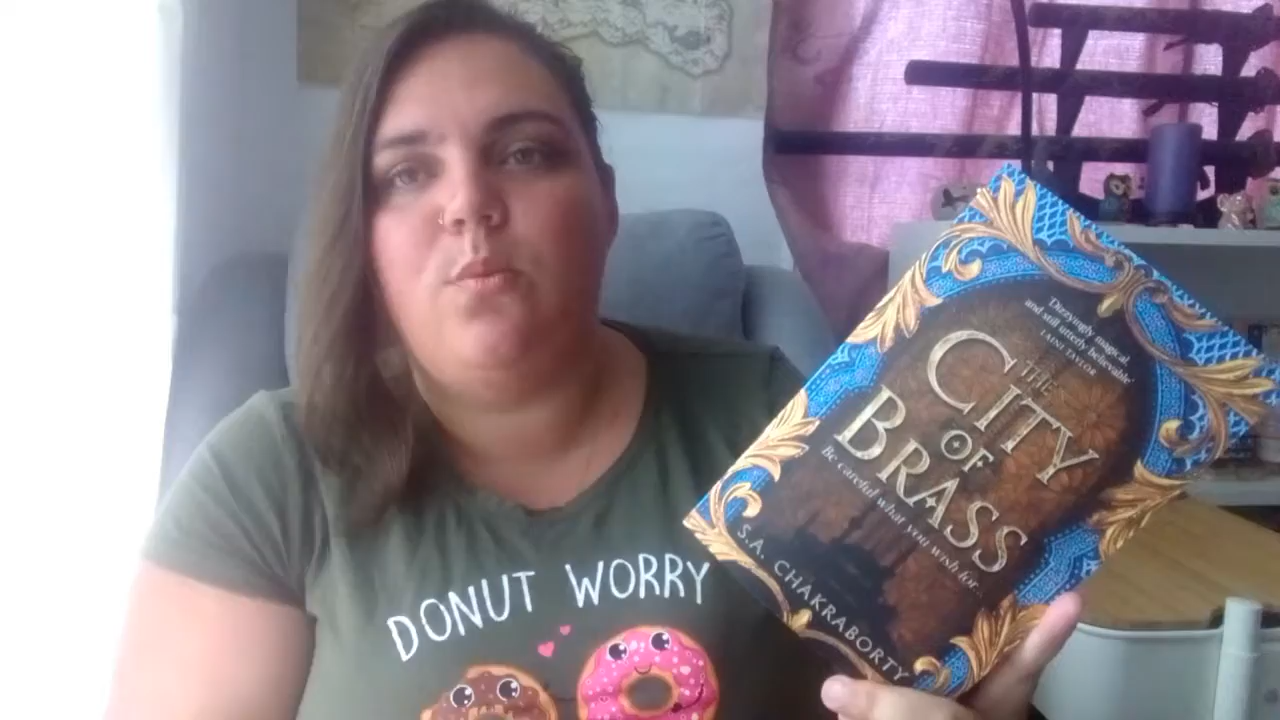 'Dizzyingly magical
and still utterly believable'
LAINI TAYLOR
THE
CITY
OF
BRASS
Be careful what you wish for...
S.A. CHAKRABORTY
DONUT WORRY